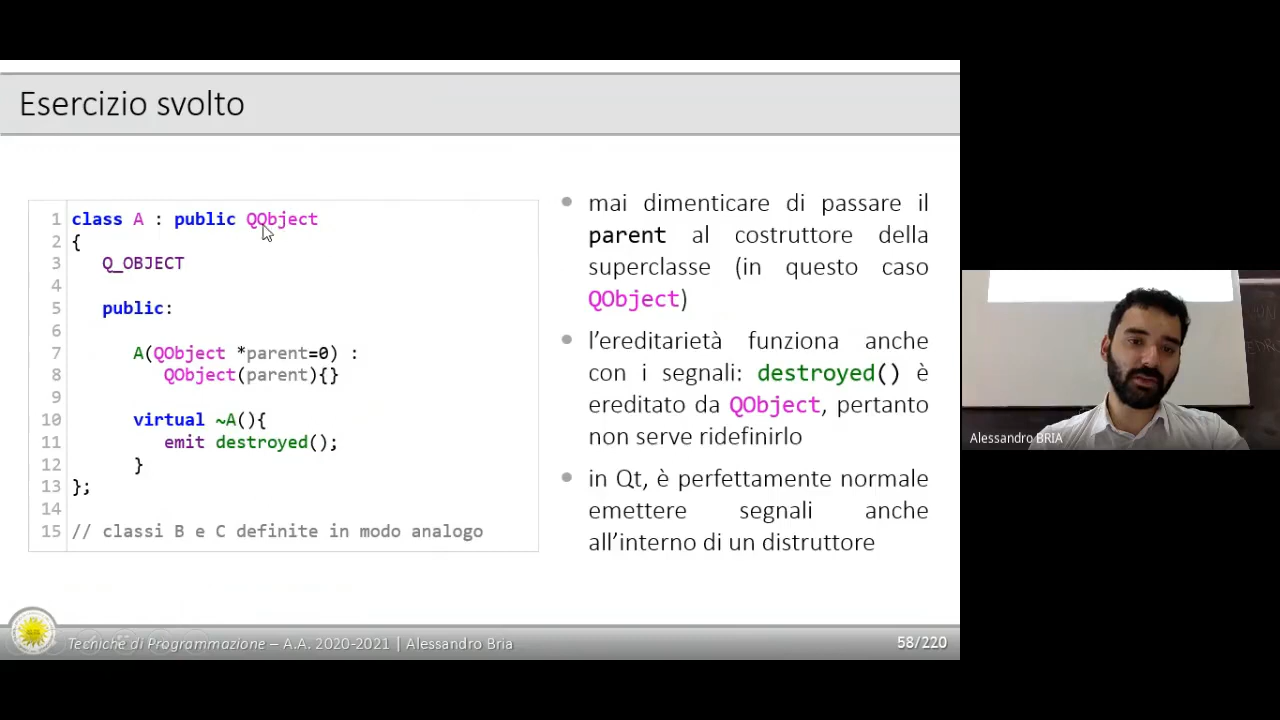 Esercizio svolto
1 class A : public QObject
2 {
3 Q_OBJECT
4
5 public:
6
7 A(QObject *parent=0) :
8 QObject(parent){}
9
10 virtual ~A(){
11 emit destroyed();
12 }
13 };
14
15 // classi B e C definite in modo analogo
mai dimenticare di passare il
parent al costruttore della
superclasse (in questo caso
QObject)
l’ereditarietà funziona anche
con i segnali: destroyed() è
ereditato da QObject, pertanto
non serve ridefinirlo
in Qt, è perfettamente normale
emettere segnali anche
all’interno di un distruttore
Tecniche di Programmazione – A.A. 2020-2021 | Alessandro Bria
58/220
Alessandro BRIA